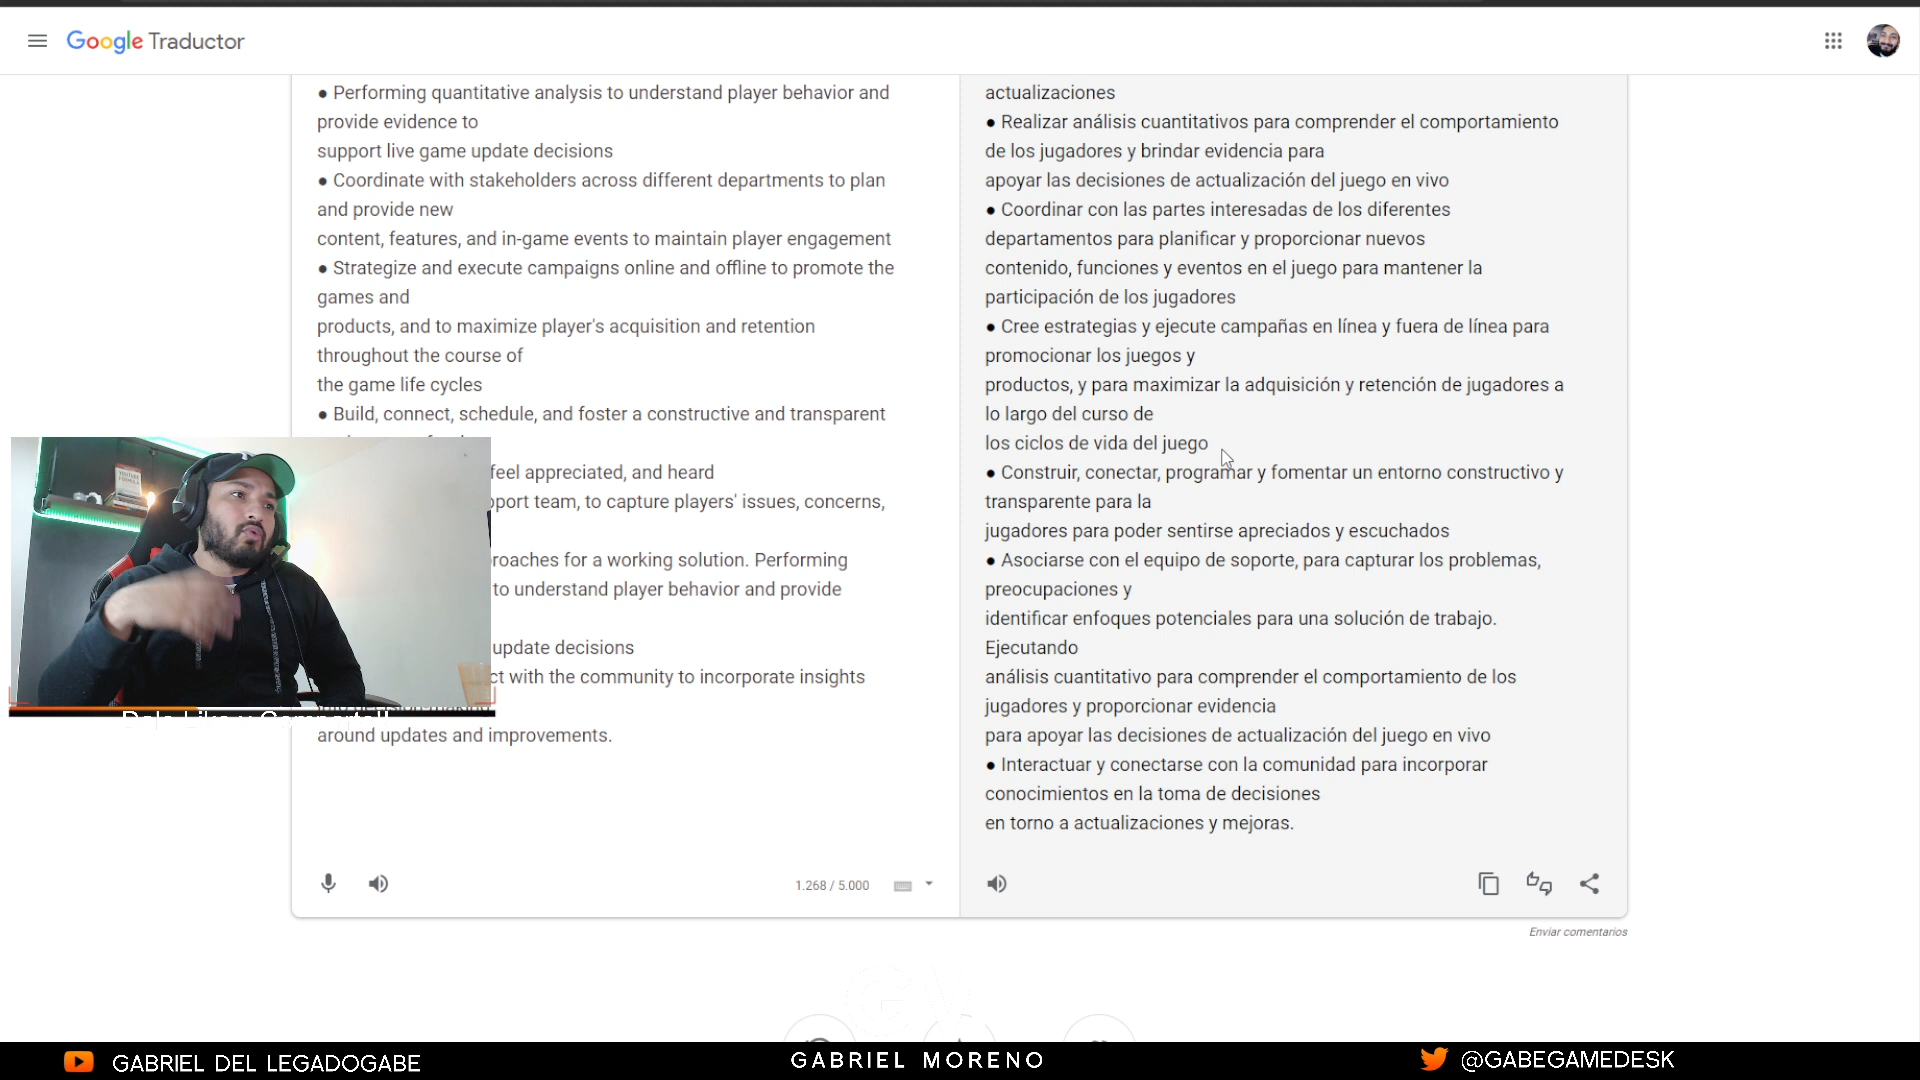 Google Traductor
● Performing quantitative analysis to understand player behavior and
provide evidence to
support live game update decisions
● Coordinate with stakeholders across different departments to plan
and provide new
content, features, and in-game events to maintain player engagement
● Strategize and execute campaigns online and offline to promote the
games and
products, and to maximize player's acquisition and retention
throughout the course of
the game life cycles
● Build, connect, schedule, and foster a constructive and transparent
feel appreciated, and heard
team, to capture players' issues, concerns,
for a working solution. Performing
to understand player behavior and provide
update decisions
with the community to incorporate insights
around updates and improvements.
1.268 / 5.000
actualizaciones
● Realizar análisis cuantitativos para comprender el comportamiento
de los jugadores y brindar evidencia para
apoyar las decisiones de actualización del juego en vivo
● Coordinar con las partes interesadas de los diferentes
departamentos para planificar y proporcionar nuevos
contenido, funciones y eventos en el juego para mantener la
participación de los jugadores
● Cree estrategias y ejecute campañas en línea y fuera de línea para
promocionar los juegos y
productos, y para maximizar la adquisición y retención de jugadores a
lo largo del curso de
los ciclos de vida del juego
● Construir, conectar, programar y fomentar un entorno constructivo y
transparente para la
jugadores para poder sentirse apreciados y escuchados
● Asociarse con el equipo de soporte, para capturar los problemas,
preocupaciones y
identificar enfoques potenciales para una solución de trabajo.
Ejecutando
análisis cuantitativo para comprender el comportamiento de los
jugadores y proporcionar evidencia
para apoyar las decisiones de actualización del juego en vivo
● Interactuar y conectarse con la comunidad para incorporar
conocimientos en la toma de decisiones
en torno a actualizaciones y mejoras.
Enviar comentarios
GABRIEL DEL LEGADOGABE
GABRIEL MORENO
@GABEGAMEDESK